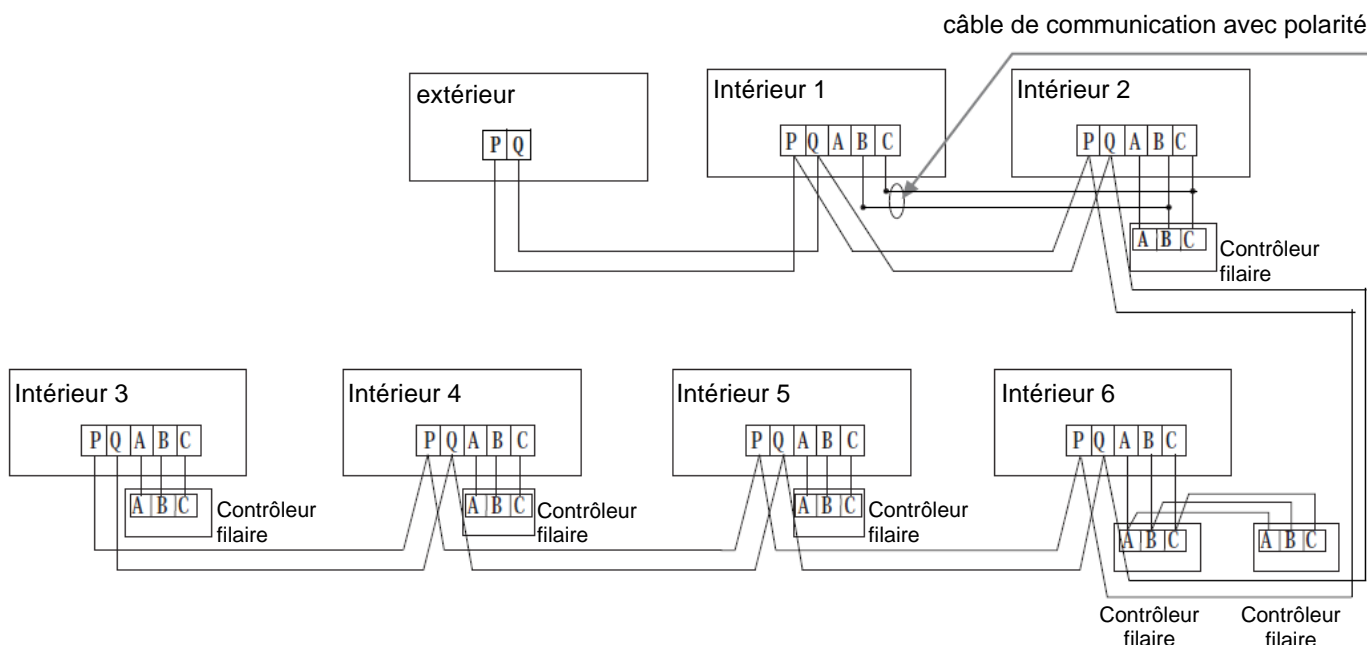 câble de communication avec polarité
extérieur
Intérieur 1
Intérieur 2
P Q
P Q A B C
P Q A B C
A B C
Contrôleur
filaire
Intérieur 3
Intérieur 4
Intérieur 5
Intérieur 6
P Q A B C
P Q A B C
P Q A B C
P Q A B C
A B C
Contrôleur
filaire
A B C
Contrôleur
filaire
A B C
Contrôleur
filaire
A B C
A B C
Contrôleur
filaire
Contrôleur
filaire